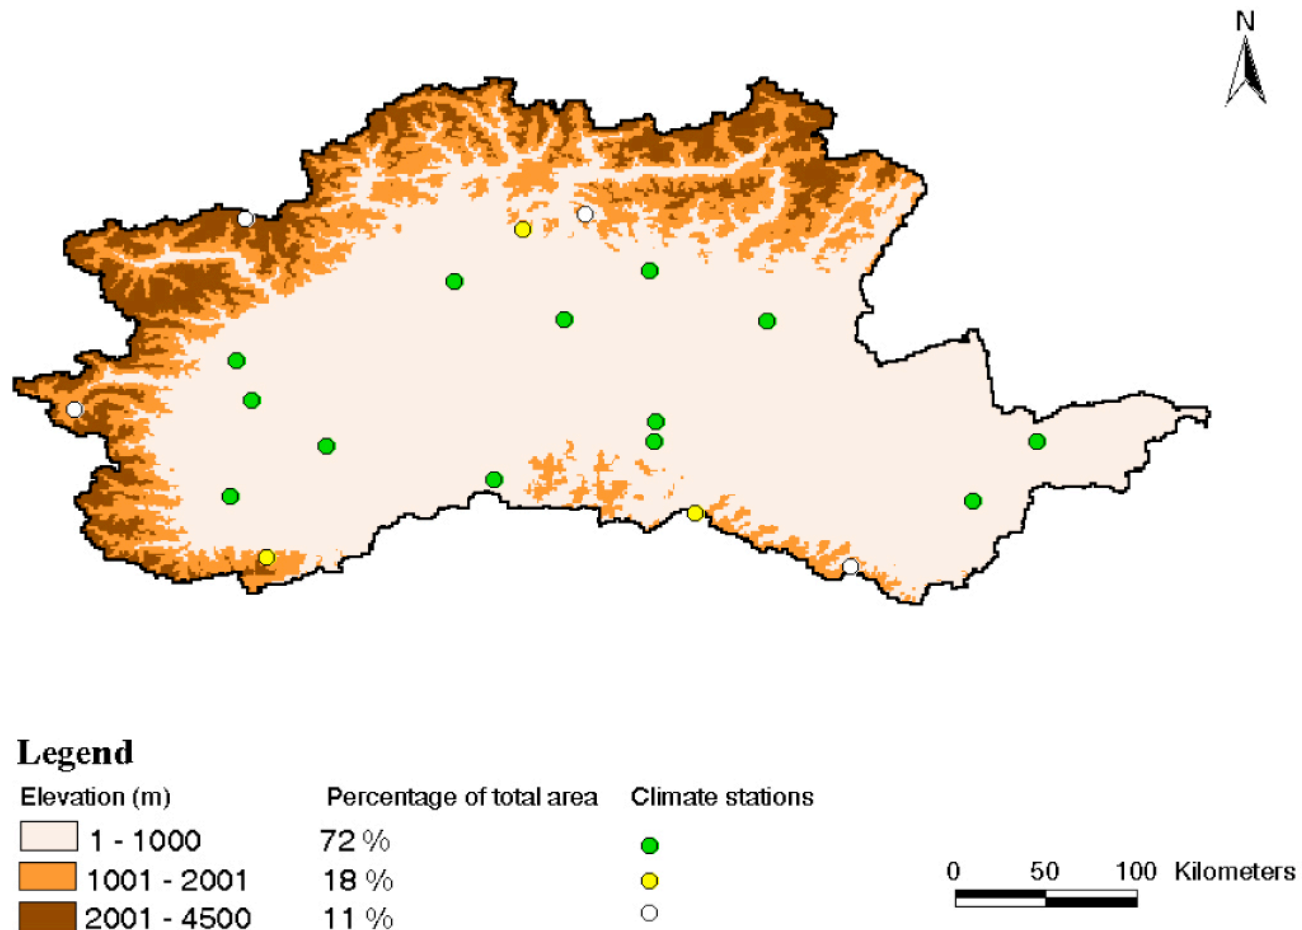 N
Legend
Elevation (m) Percentage of total area Climate stations
1 - 1000 72 %
1001 - 2001 18 %
2001 - 4500 11 %
0 50 100 Kilometers